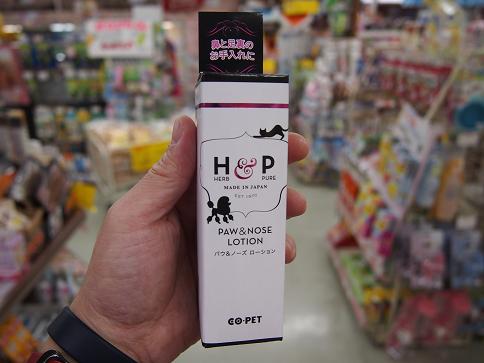 鼻と足裏の
お手入れに
H&P
HERB PURE
MADE IN JAPAN
PAW&NOSE
LOTION
パウ&ノーズ ローション
CO·PET